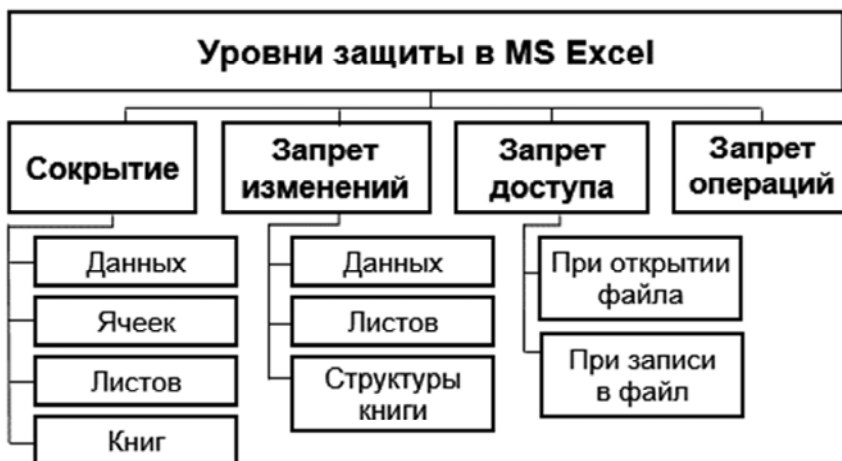 Уровни защиты в MS Excel
Сокрытие
Запрет
изменений
Запрет
доступа
Запрет
операций
Данных
Ячеек
Листов
Книг
Данных
Листов
Структуры
книги
При открытии
файла
При записи
в файл